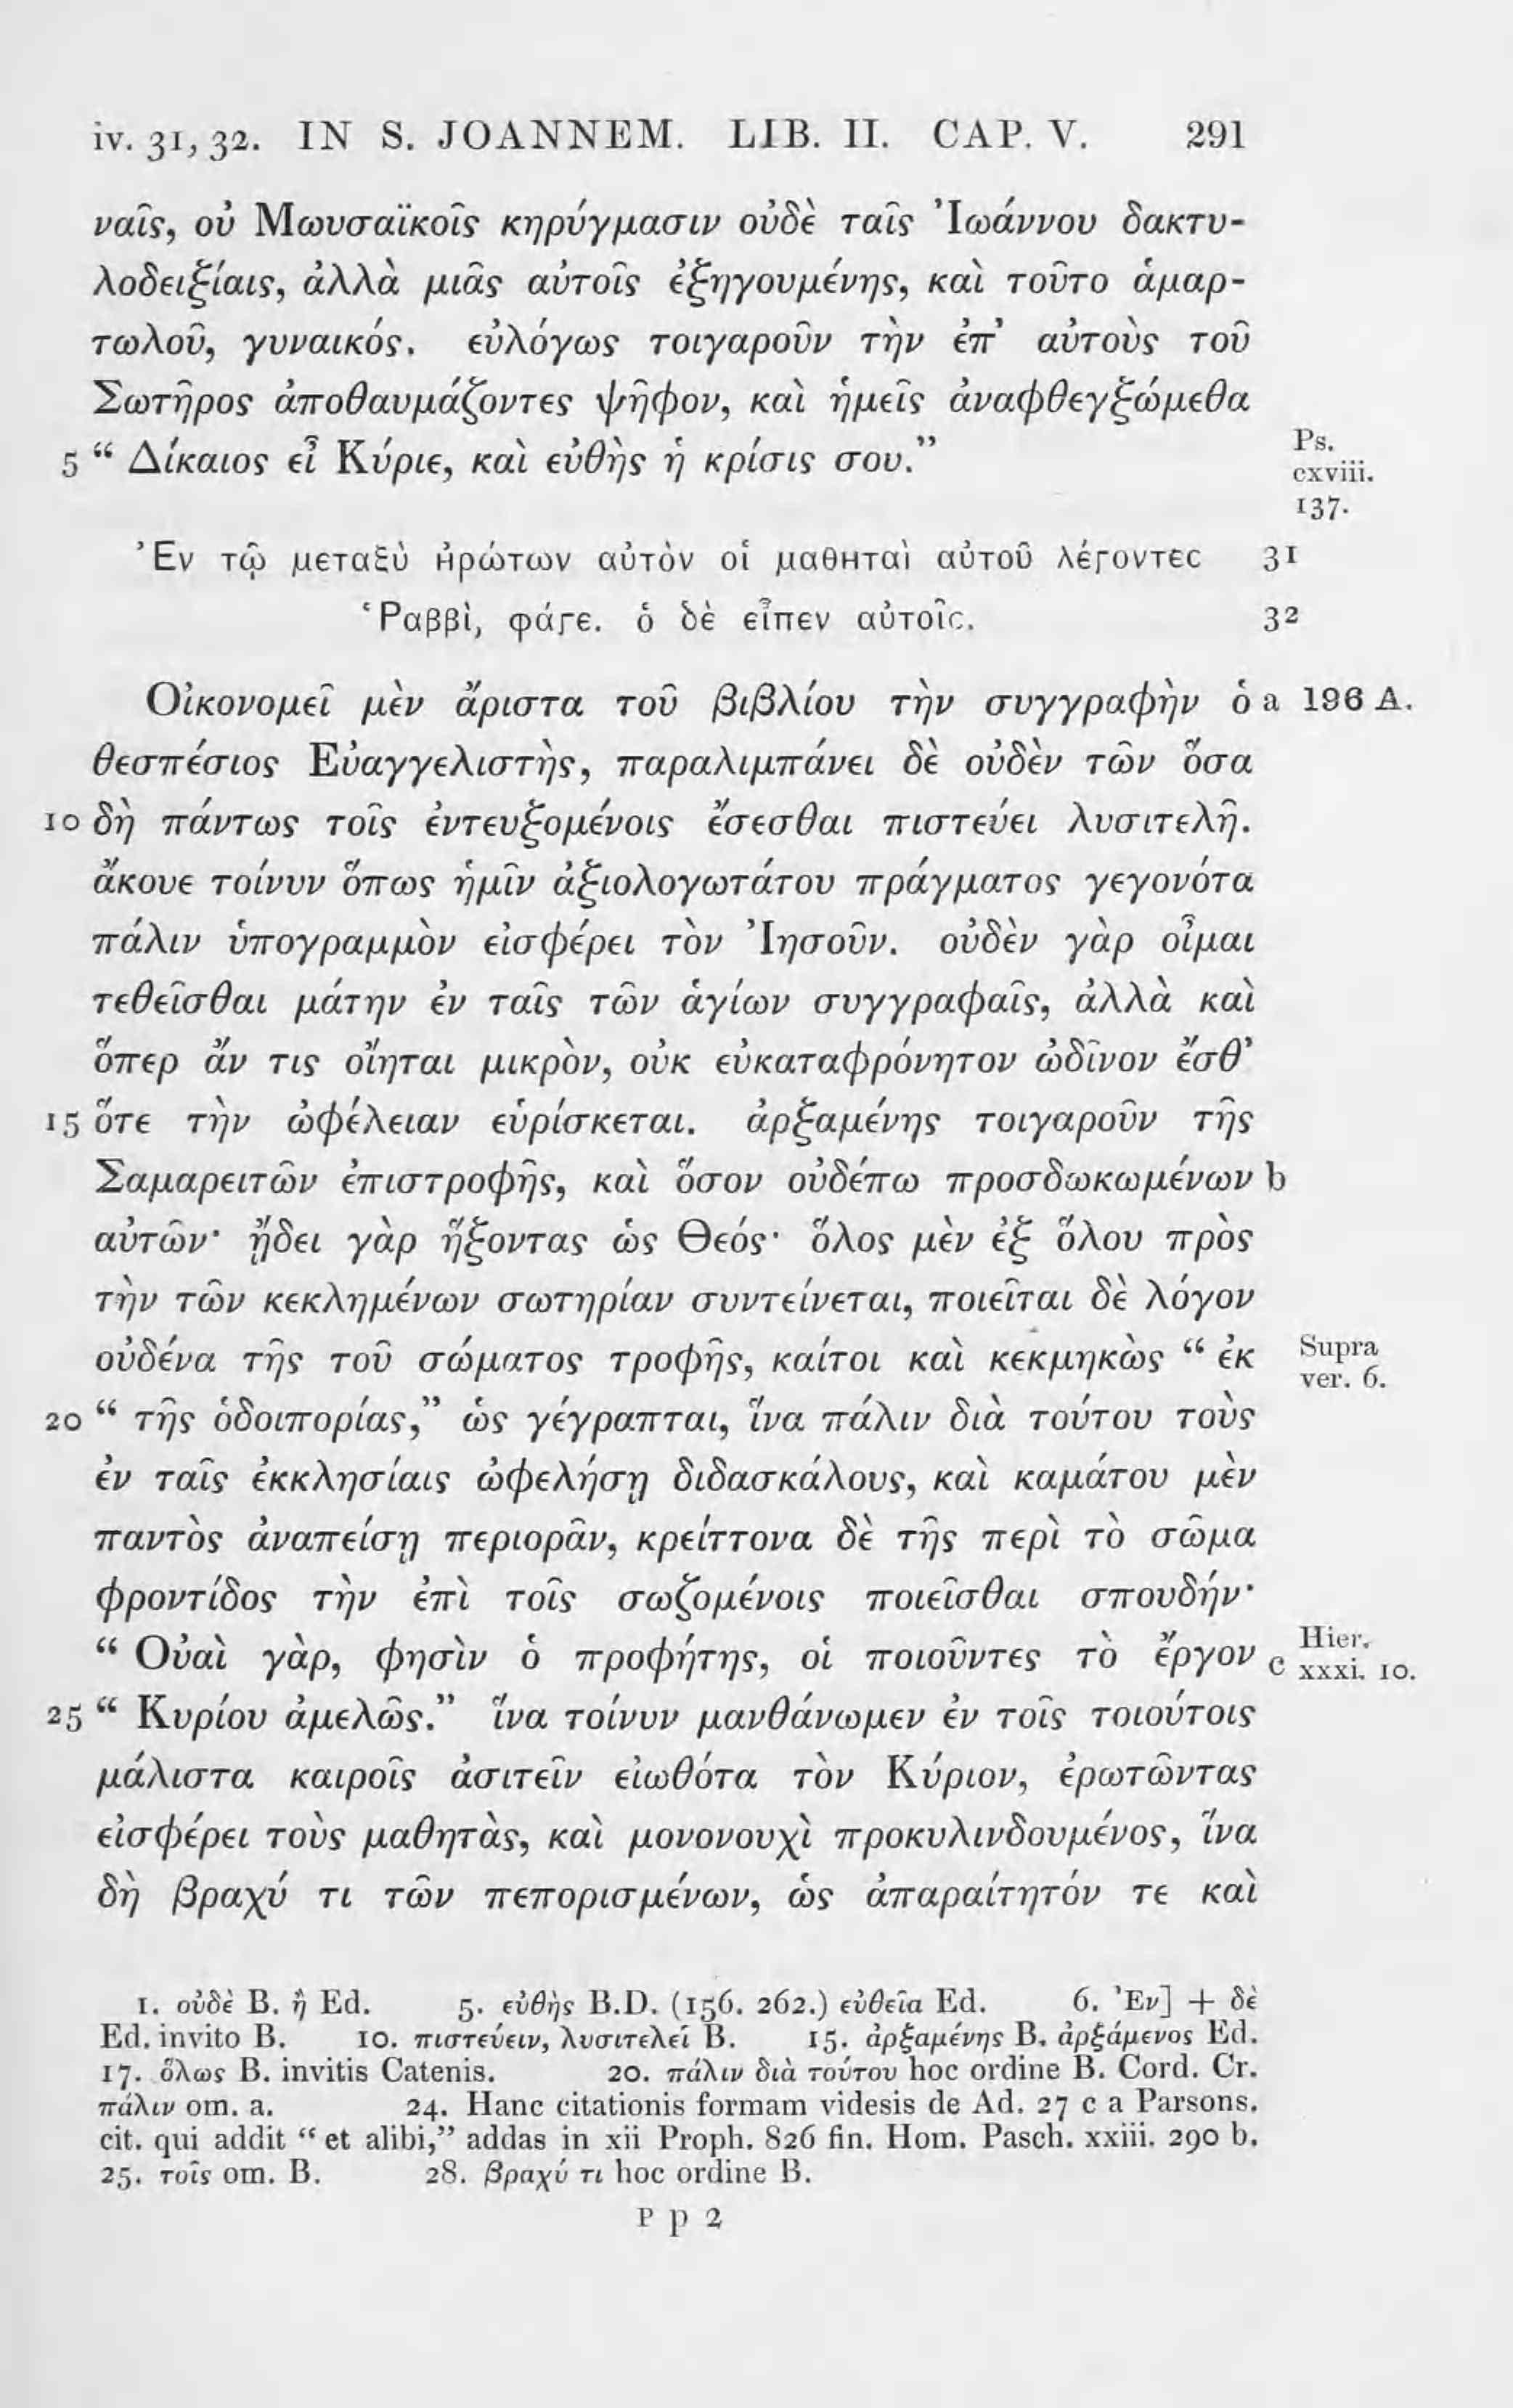 iv. 31, 32. IN S. JOANNEM. LIB. II. CAP. V. 291
ναῖς, οὐ Μωυσαϊκοῖς κηρύγμασιν οὐδὲ ταῖς Ἰωάννου δακτυ-
λοδειξίαις, ἀλλὰ μιᾶς αὐτοῖς ἐξηγουμένης, καὶ τοῦτο ἁμαρ-
τωλοῦ, γυναικός. εὐλόγως τοιγαροῦν τὴν ἐπ’ αὐτοὺς τοῦ
Σωτῆρος ἀποθαυμάζοντες ψῆφον, καὶ ἡμεῖς ἀναφθεγξώμεθα
5 “ Δίκαιος εἶ Κύριε, καὶ εὐθὴς ἡ κρίσις σου.” Ps. cxviii. 137.
Ἐν τῷ μεταξὺ ἠρώτων αὐτὸν οἱ μαθηταὶ αὐτοῦ λέγοντες 31
Ῥαββὶ, φάγε. ὁ δὲ εἶπεν αὐτοῖς. 32
Οἰκονομεῖ μὲν ἄριστα τοῦ βιβλίου τὴν συγγραφὴν ὁ a 196 A.
θεσπέσιος Εὐαγγελιστὴς, παραλιμπάνει δὲ οὐδὲν τῶν ὅσα
10 δὴ πάντως τοῖς ἐντευξομένοις ἔσεσθαι πιστεύει λυσιτελῆ.
ἄκουε τοίνυν ὅπως ἡμῖν ἀξιολογωτάτου πράγματος γεγονότα
πάλιν ὑπογραμμὸν εἰσφέρει τὸν Ἰησοῦν. οὐδὲν γὰρ οἶμαι
τεθεῖσθαι μάτην ἐν ταῖς τῶν ἁγίων συγγραφαῖς, ἀλλὰ καὶ
ὅπερ ἄν τις οἴηται μικρὸν, οὐκ εὐκαταφρόνητον ὠδῖνον ἔσθ’
15 ὅτε τὴν ὠφέλειαν εὑρίσκεται. ἀρξαμένης τοιγαροῦν τῆς
Σαμαρειτῶν ἐπιστροφῆς, καὶ ὅσον οὐδέπω προσδωκωμένων b
αὐτῶν· ᾔδει γὰρ ἥξοντας ὡς Θεός· ὅλος μὲν ἐξ ὅλου πρὸς
τὴν τῶν κεκλημένων σωτηρίαν συντείνεται, ποιεῖται δὲ λόγον
οὐδένα τῆς τοῦ σώματος τροφῆς, καίτοι καὶ κεκμηκὼς “ ἐκ Supra ver. 6.
20 “ τῆς ὁδοιπορίας,” ὡς γέγραπται, ἵνα πάλιν διὰ τούτου τοὺς
ἐν ταῖς ἐκκλησίαις ὠφελήσῃ διδασκάλους, καὶ καμάτου μὲν
παντὸς ἀναπείσῃ περιορᾶν, κρείττονα δὲ τῆς περὶ τὸ σῶμα
φροντίδος τὴν ἐπὶ τοῖς σωζομένοις ποιεῖσθαι σπουδήν·
“ Οὐαὶ γὰρ, φησὶν ὁ προφήτης, οἱ ποιοῦντες τὸ ἔργον c Hier. xxxi. 10.
25 “ Κυρίου ἀμελῶς.” ἵνα τοίνυν μανθάνωμεν ἐν τοῖς τοιούτοις
μάλιστα καιροῖς ἀσιτεῖν εἰωθότα τὸν Κύριον, ἐρωτῶντας
εἰσφέρει τοὺς μαθητὰς, καὶ μονονουχὶ προκυλινδουμένος, ἵνα
δὴ βραχύ τι τῶν πεπορισμένων, ὡς ἀπαραίτητόν τε καὶ
1. οὐδὲ B. ἢ Ed. 5. εὐθὴς B.D. (156. 262.) εὐθεῖα Ed. 6. Ἐν] + δὲ
Ed. invito B. 10. πιστεύειν, λυσιτελεῖ B. 15. ἀρξαμένης B. ἀρξάμενος Ed.
17. ὅλως B. invitis Catenis. 20. πάλιν διὰ τούτου hoc ordine B. Cord. Cr.
πάλιν om. a. 24. Hanc citationis formam videsis de Ad. 27 c a Parsons.
cit. qui addit “ et alibi,” addas in xii Proph. 826 fin. Hom. Pasch. xxiii. 290 b.
25. τοῖς om. B. 28. βραχύ τι hoc ordine B.
P p 2